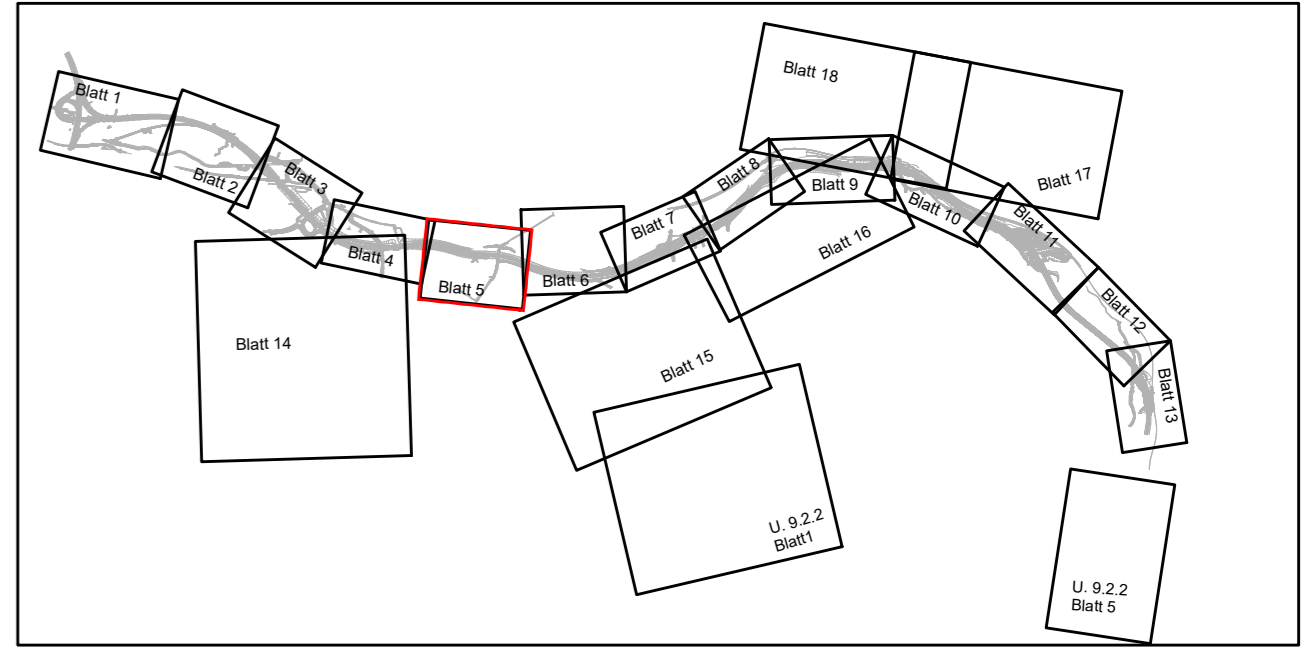 Blatt 1
Blatt 2
Blatt 3
Blatt 4
Blatt 5
Blatt 6
Blatt 7
Blatt 8
Blatt 9
Blatt 10
Blatt 11
Blatt 12
Blatt 13
Blatt 14
Blatt 15
Blatt 16
Blatt 17
Blatt 18
U. 9.2.2
Blatt1
U. 9.2.2
Blatt 5